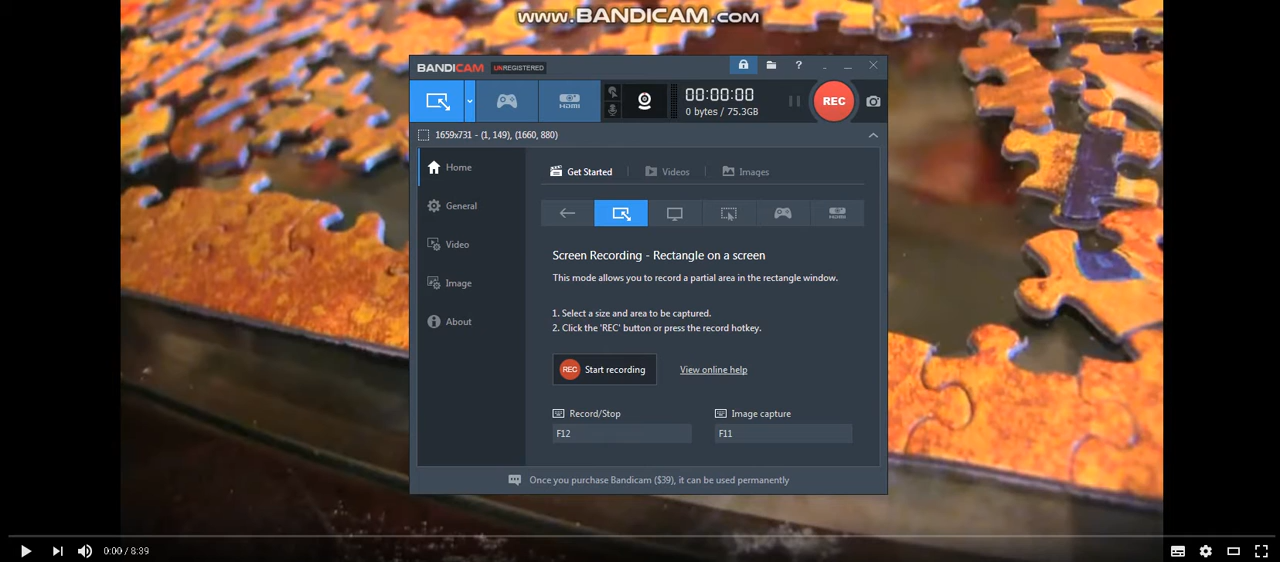 www.BANDICAM.com
BANDICAM UNREGISTERED
?
HDMI
00:00:00
0 bytes / 75.3GB
REC
1659x731 - (1, 149), (1660, 880)
Home
General
Video
Image
About
Get Started
Videos
Images
HDMI
Screen Recording - Rectangle on a screen
This mode allows you to record a partial area in the rectangle window.
1. Select a size and area to be captured.
2. Click the 'REC' button or press the record hotkey.
REC Start recording
View online help
Record/Stop
Image capture
F12
F11
Once you purchase Bandicam ($39), it can be used permanently
0:00 / 8:39